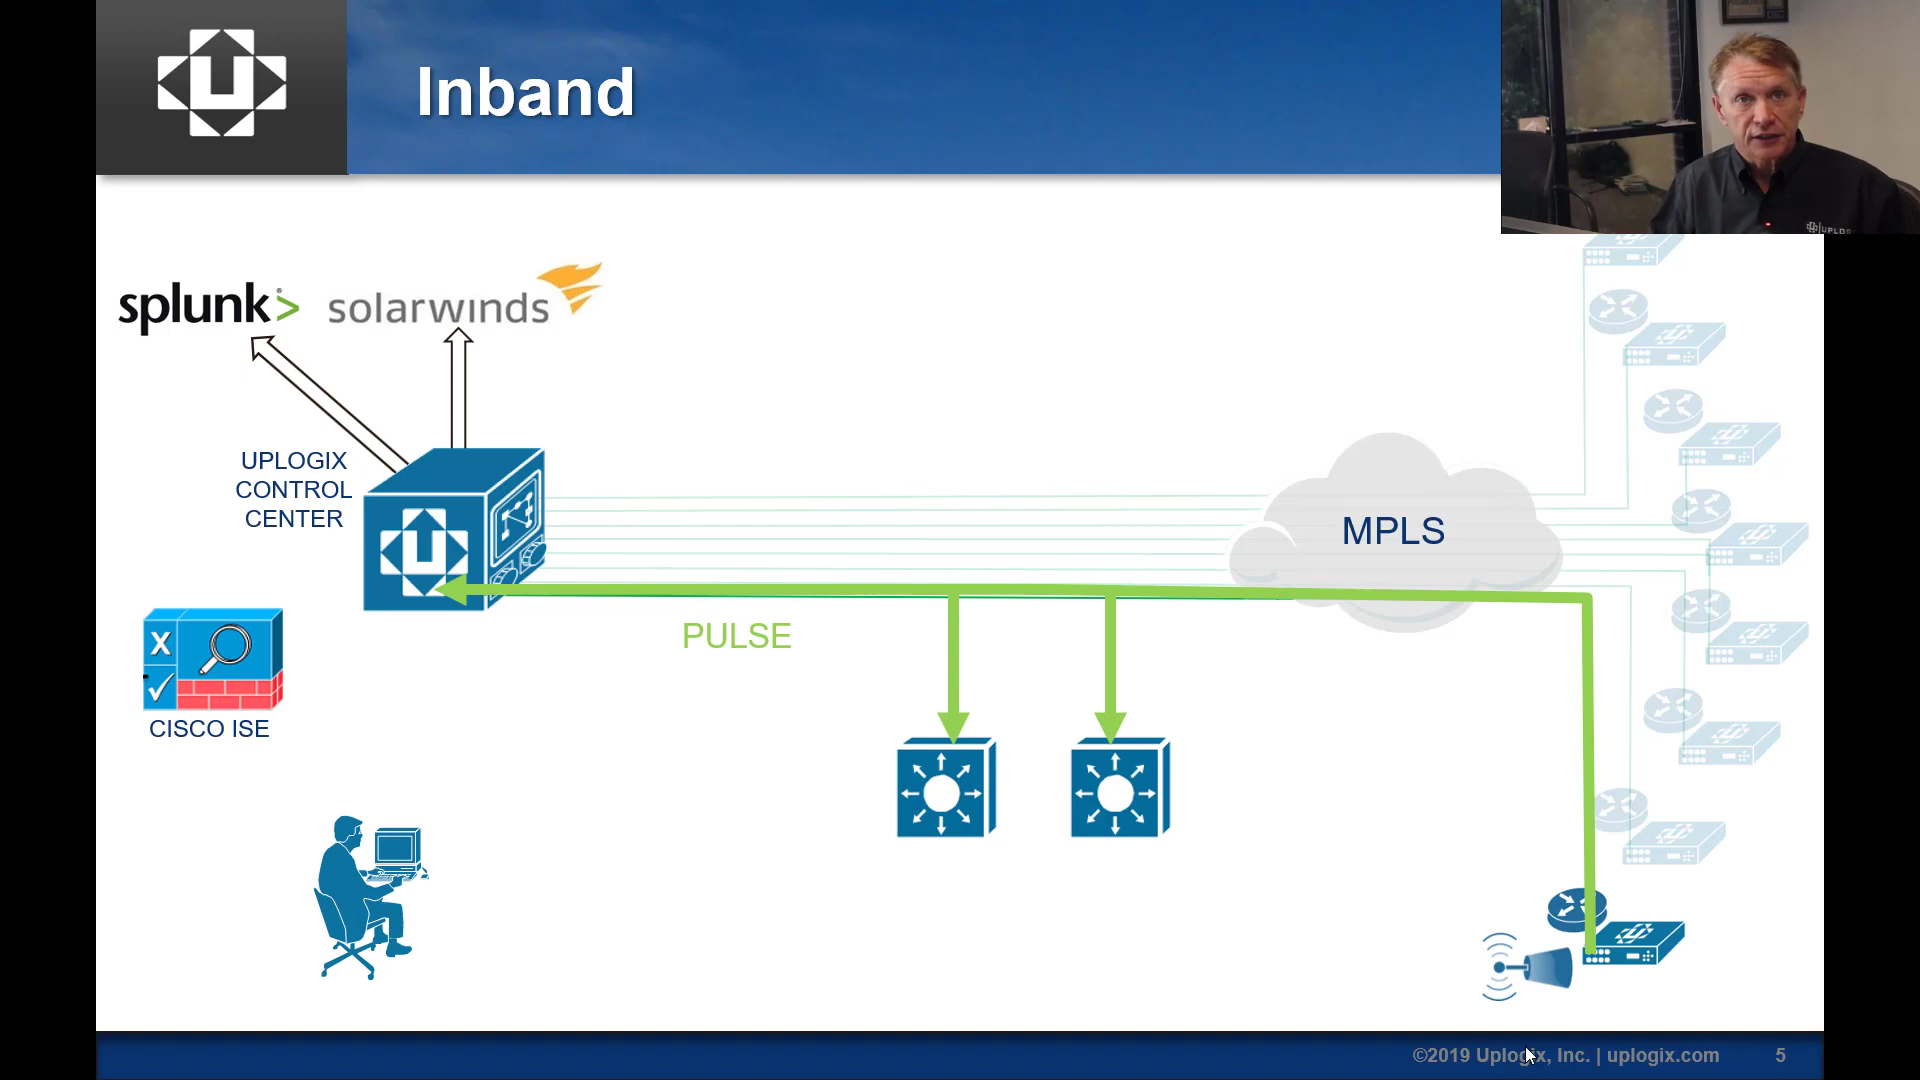 Inband
splunk>
solarwinds
UPLOGIX
CONTROL
CENTER
MPLS
PULSE
X
CISCO ISE
©2019 Uplogix, Inc. | uplogix.com
5